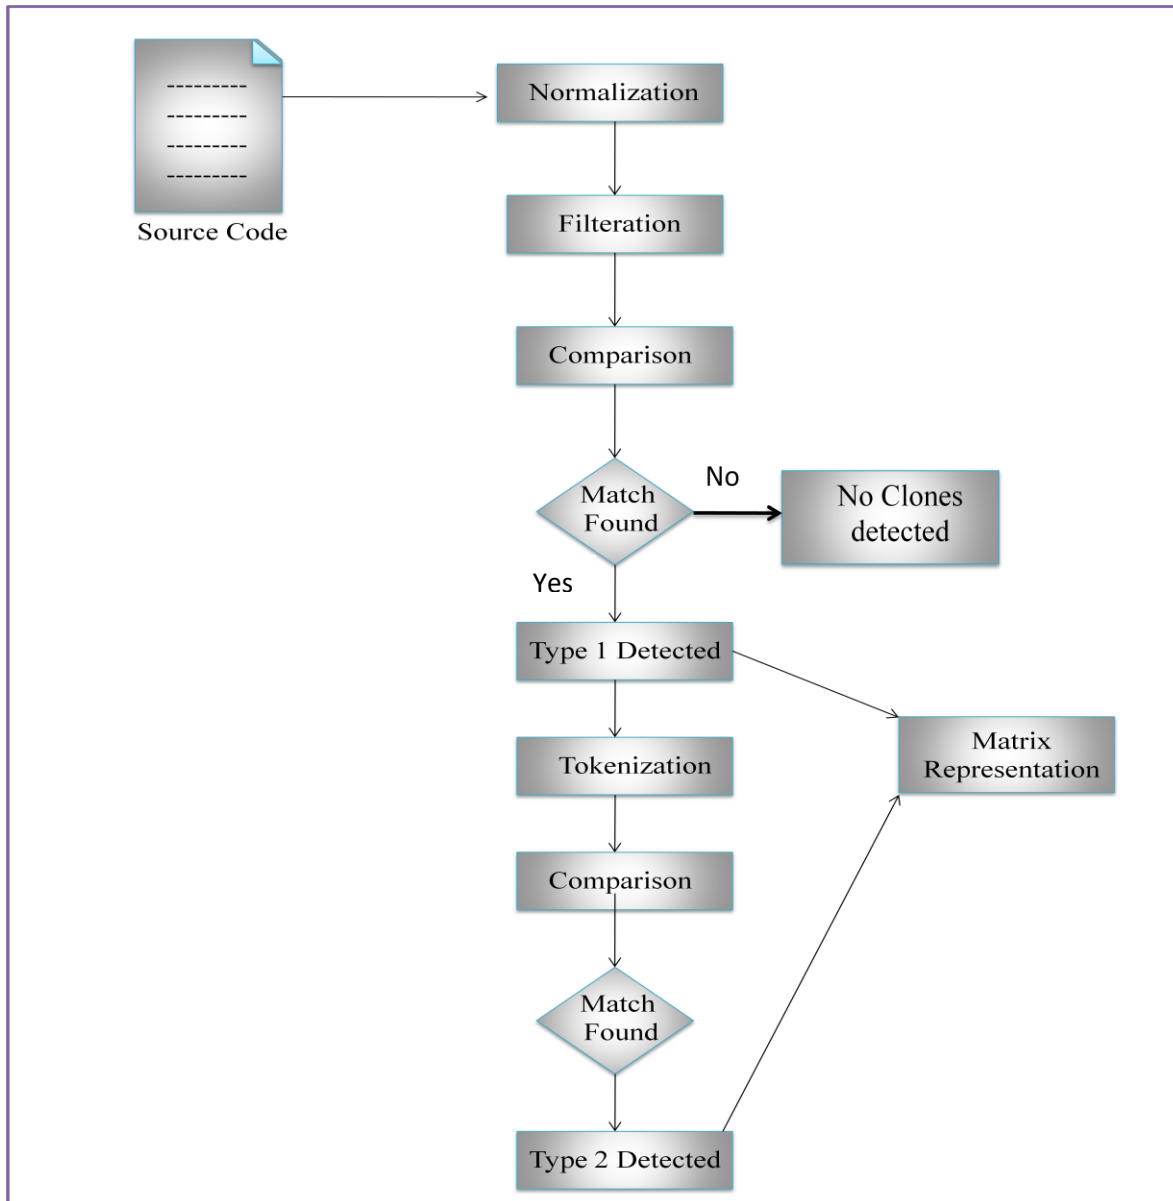 Normalization
Source Code
Filteration
Comparison
Match
Found
No
No Clones
detected
Yes
Type 1 Detected
Matrix
Representation
Tokenization
Comparison
Match
Found
Type 2 Detected